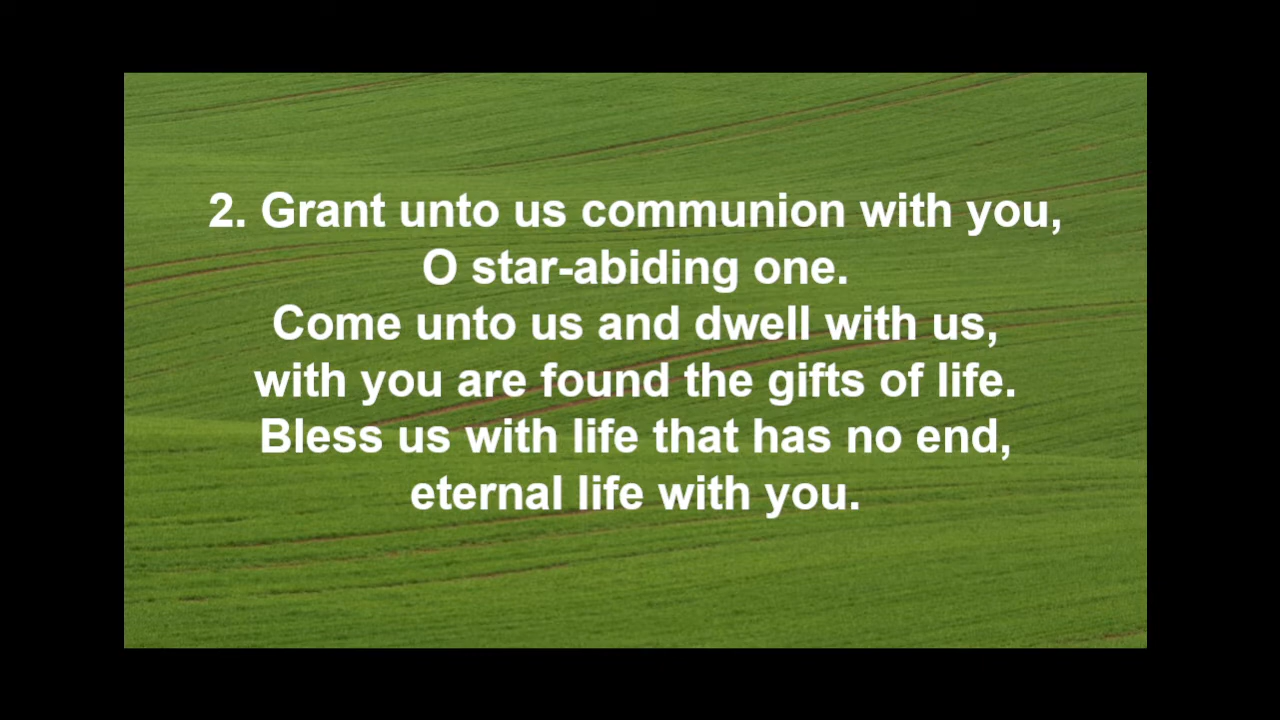 2. Grant unto us communion with you,
O star-abiding one.
Come unto us and dwell with us,
with you are found the gifts of life.
Bless us with life that has no end,
eternal life with you.